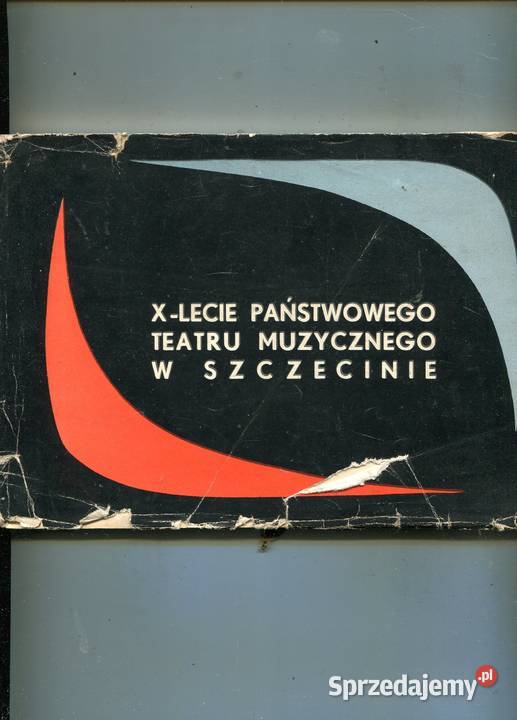 X-LECIE PAŃSTWOWEGO
TEATRU MUZYCZNEGO
W SZCZECINIE
Sprzedajemy.pl